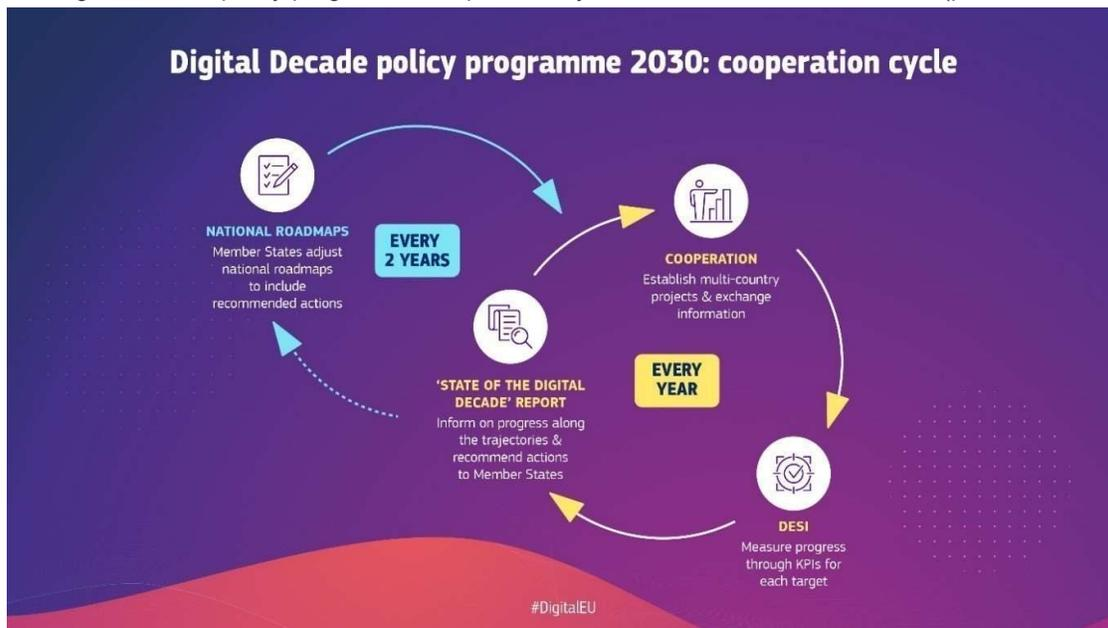 Digital Decade policy programme 2030: cooperation cycle
NATIONAL ROADMAPS
Member States adjust
national roadmaps
to include
recommended actions
EVERY
2 YEARS
COOPERATION
Establish multi-country
projects & exchange
information
'STATE OF THE DIGITAL
DECADE' REPORT
Inform on progress along
the trajectories &
recommend actions
to Member States
EVERY
YEAR
DESI
Measure progress
through KPIs for
each target
#DigitalEU